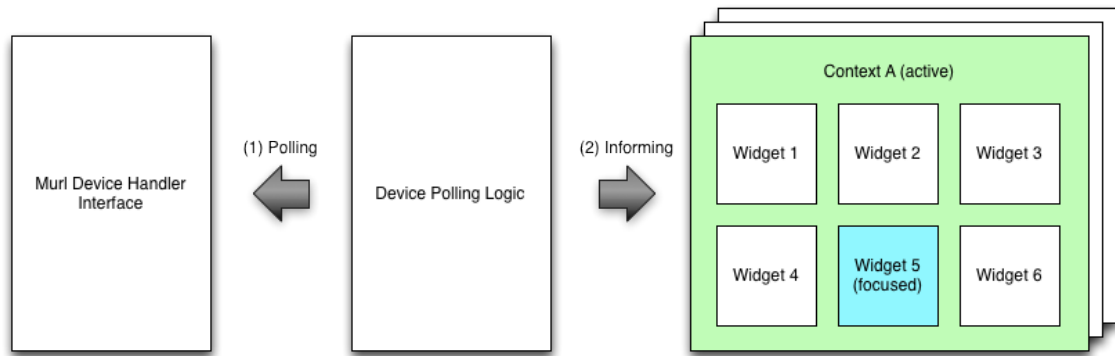 Murl Device Handler
Interface
(1) Polling
Device Polling Logic
(2) Informing
Context A (active)
Widget 1
Widget 2
Widget 3
Widget 4
Widget 5
(focused)
Widget 6